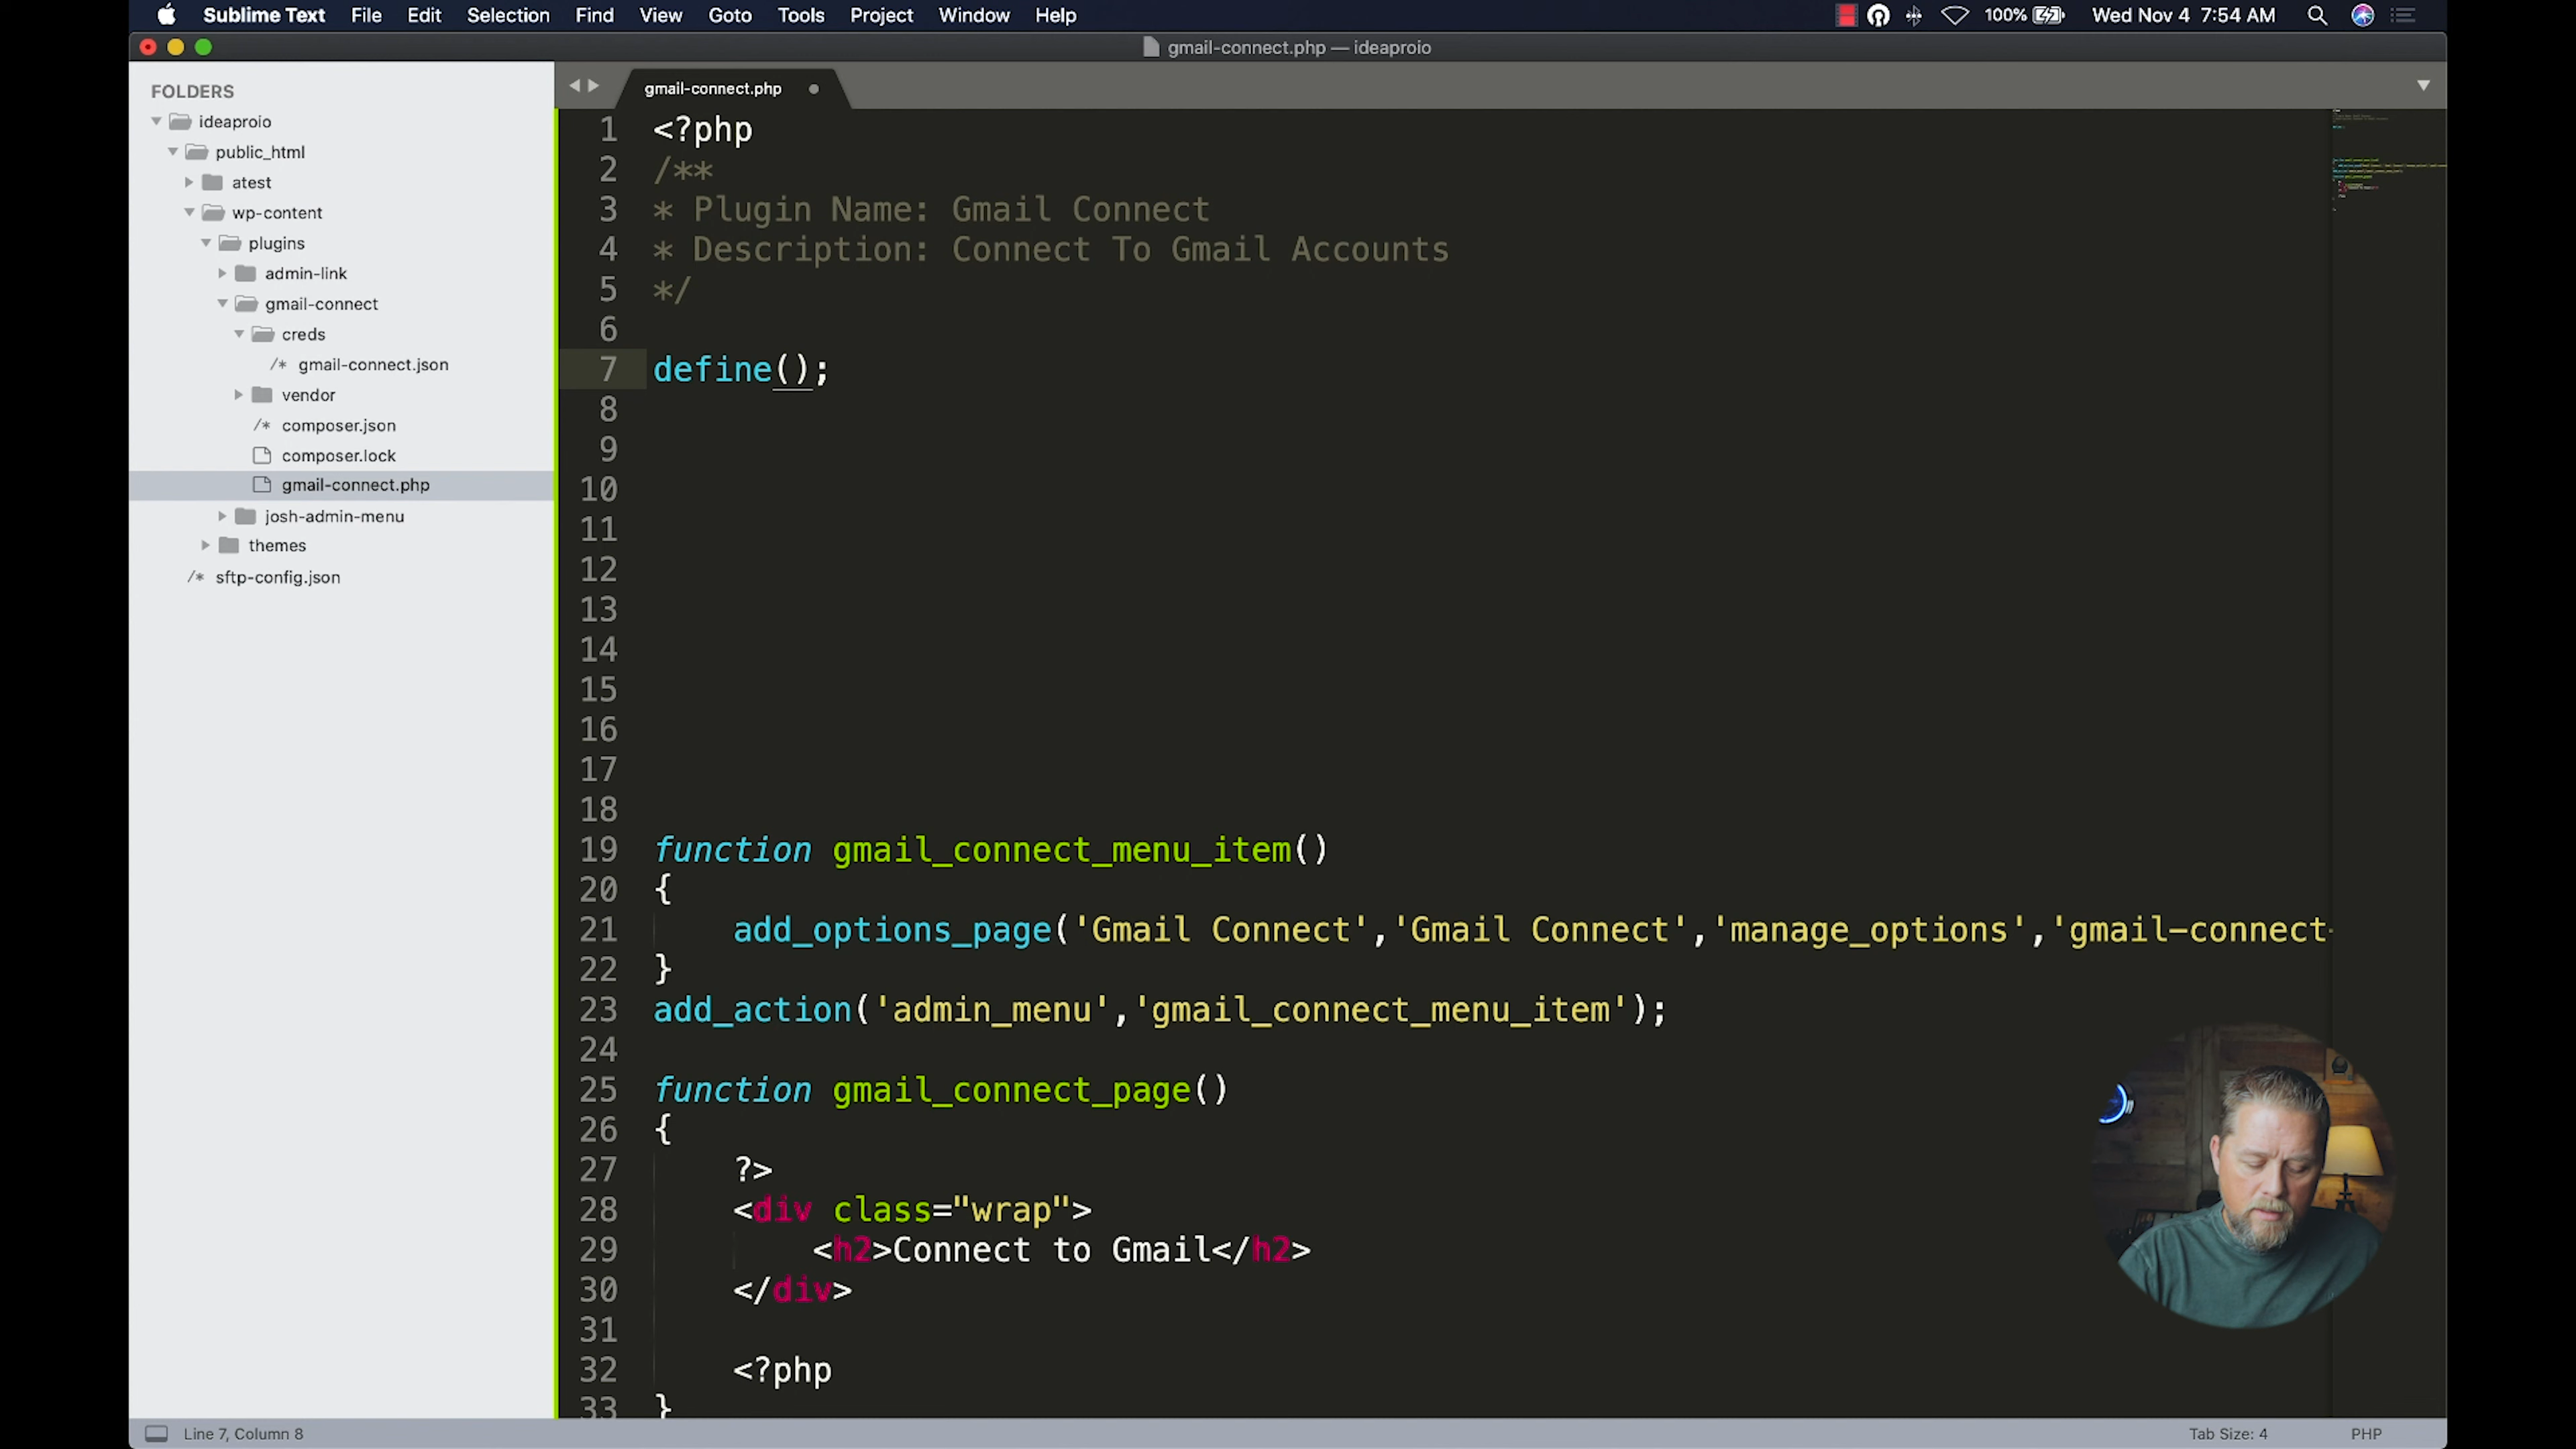 Sublime Text File Edit Selection Find View Goto Tools Project Window Help 100% Wed Nov 4 7:54 AM
gmail-connect.php — ideaproio
FOLDERS
ideaproio
public_html
atest
wp-content
plugins
admin-link
gmail-connect
creds
/* gmail-connect.json
vendor
/* composer.json
composer.lock
gmail-connect.php
josh-admin-menu
themes
/* sftp-config.json
gmail-connect.php
1 <?php
2 /**
3 * Plugin Name: Gmail Connect
4 * Description: Connect To Gmail Accounts
5 */
6
7 define();
8
9
10
11
12
13
14
15
16
17
18
19 function gmail_connect_menu_item()
20 {
21 add_options_page('Gmail Connect','Gmail Connect','manage_options','gmail-connect-
22 }
23 add_action('admin_menu','gmail_connect_menu_item');
24
25 function gmail_connect_page()
26 {
27 ?>
28 <div class="wrap">
29 <h2>Connect to Gmail</h2>
30 </div>
31
32 <?php
33 }
Line 7, Column 8 Tab Size: 4 PHP